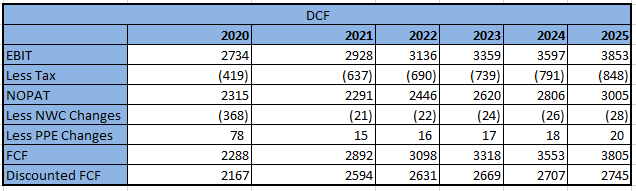 DCF
2020 2021 2022 2023 2024 2025
EBIT 2734 2928 3136 3359 3597 3853
Less Tax (419) (637) (690) (739) (791) (848)
NOPAT 2315 2291 2446 2620 2806 3005
Less NWC Changes (368) (21) (22) (24) (26) (28)
Less PPE Changes 78 15 16 17 18 20
FCF 2288 2892 3098 3318 3553 3805
Discounted FCF 2167 2594 2631 2669 2707 2745